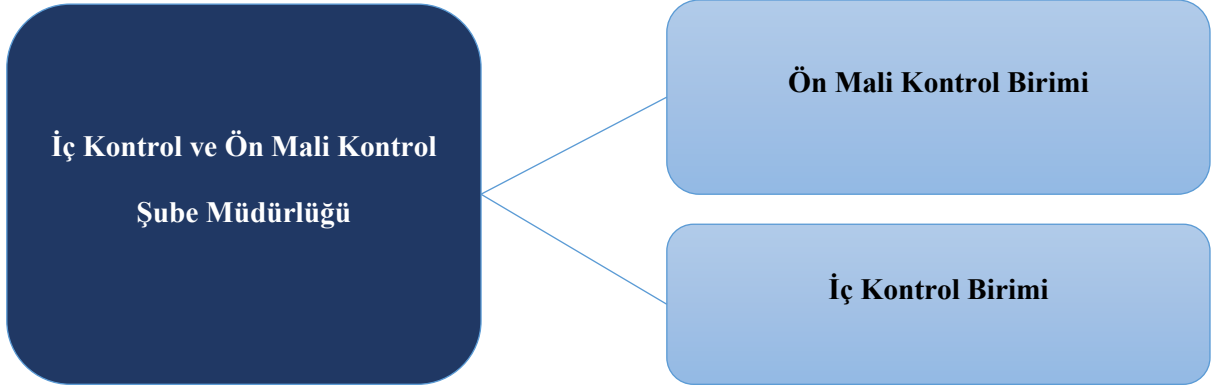 İç Kontrol ve Ön Mali Kontrol
Şube Müdürlüğü
Ön Mali Kontrol Birimi
İç Kontrol Birimi